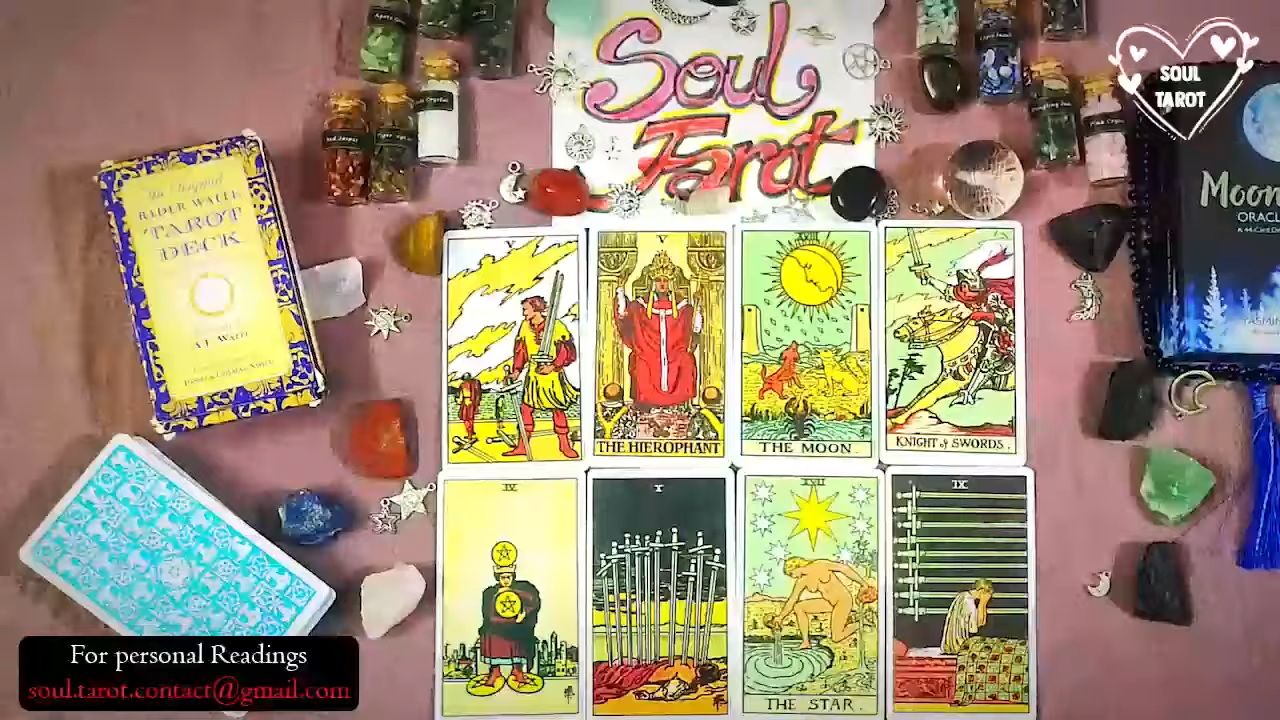 Soul
Tarot
SOUL
TAROT
The Original
RIDER WAITE
TAROT
DECK
A.E. WAITE
Moon
ORAC
V
V
THE HIEROPHANT
XVIII
THE MOON.
KNIGHT of SWORDS.
IV
X
XVII
THE STAR.
IX
For personal Readings
soul.tarot.contact@gmail.com